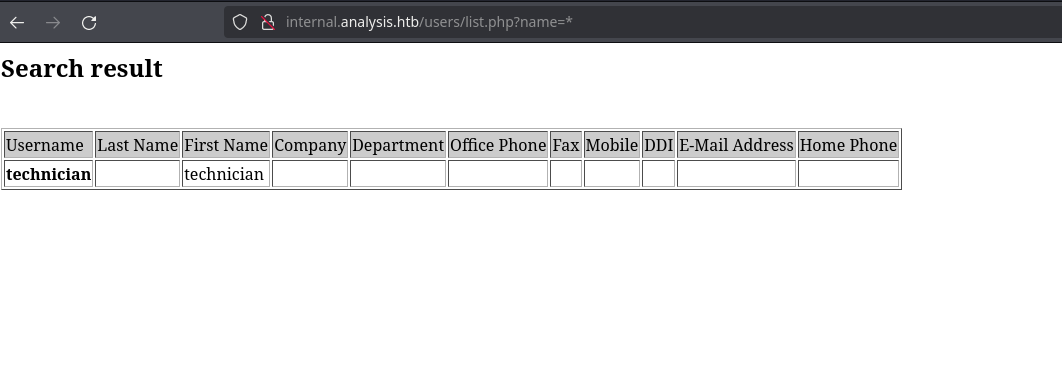 internal.analysis.htb/users/list.php?name=*
Search result
Username Last Name First Name Company Department Office Phone Fax Mobile DDI E-Mail Address Home Phone
technician technician